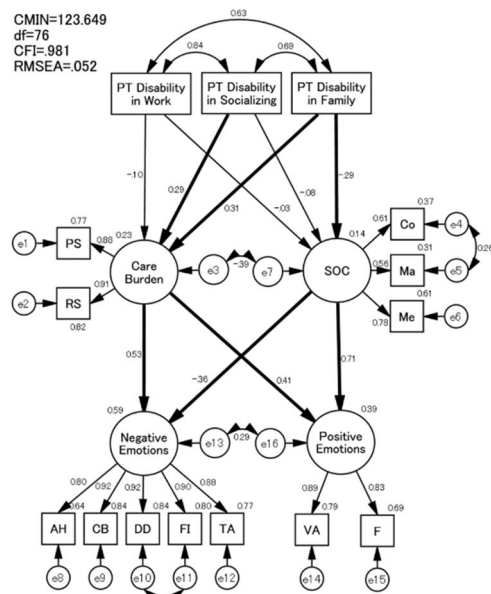 CMIN=123.649
df=76
CFI=.981
RMSEA=.052
0.63
0.84
0.69
PT Disability
in Work
PT Disability
in Socializing
PT Disability
in Family
-.10
0.29
0.31
-.03
-.08
-.29
0.77
0.88
0.23
0.14
0.61
0.37
e1
PS
Co
e4
0.26
Care
Burden
e3
-.39
e7
SOC
0.56
0.31
Ma
e5
e2
RS
0.91
0.82
0.78
0.61
Me
e6
0.53
-.36
0.41
0.71
0.59
0.39
Negative
Emotions
e13
0.29
e16
Positive
Emotions
0.80
0.92
0.92
0.90
0.88
0.89
0.83
0.64
0.84
0.84
0.80
0.77
0.79
0.69
AH
CB
DD
FI
TA
VA
F
e8
e9
e10
e11
e12
e14
e15